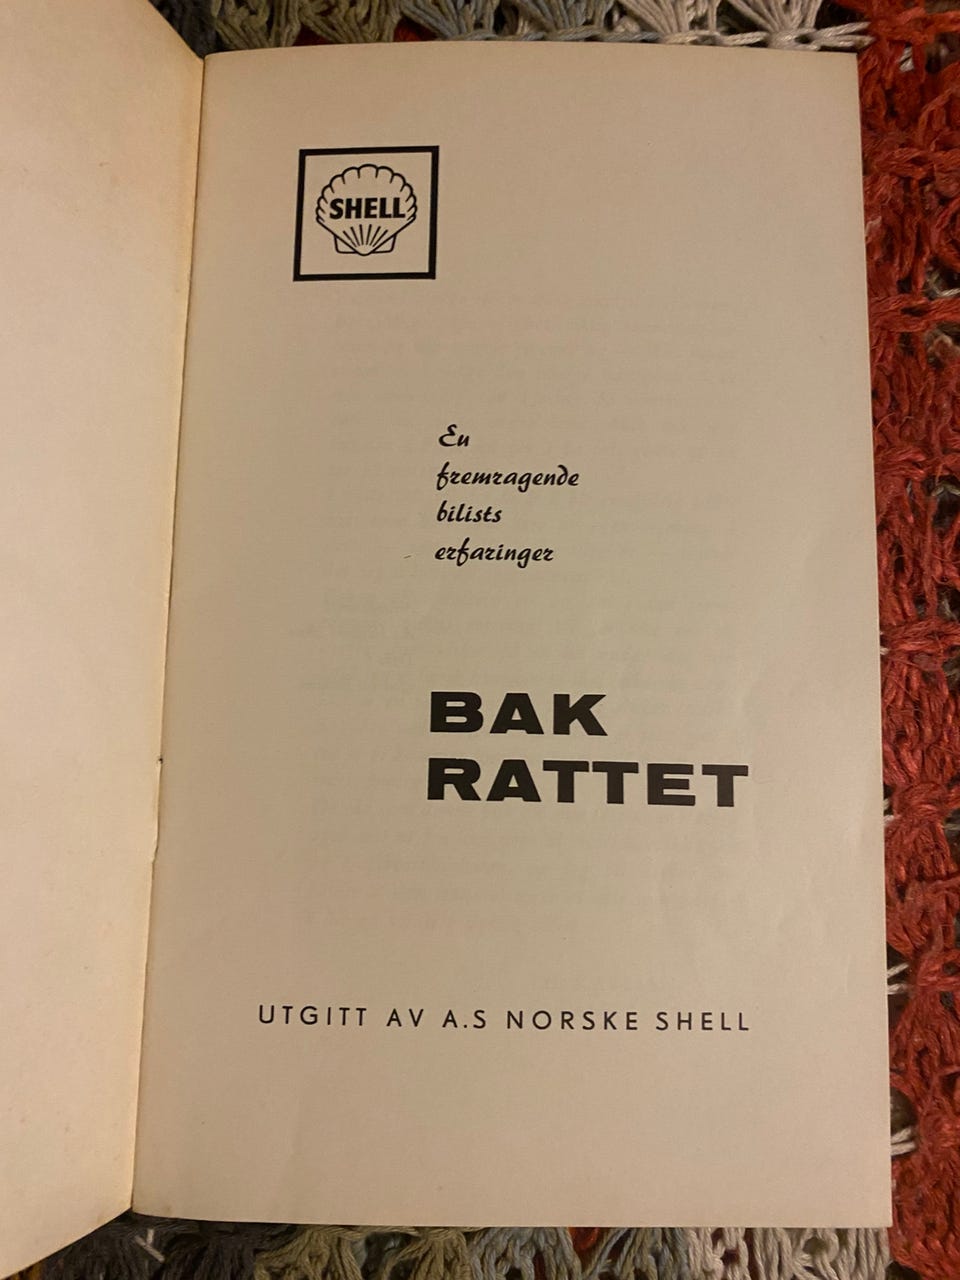 SHELL
En
fremragende
bilists
erfaringer
BAK
RATTET
UTGITT AV A.S NORSKE SHELL